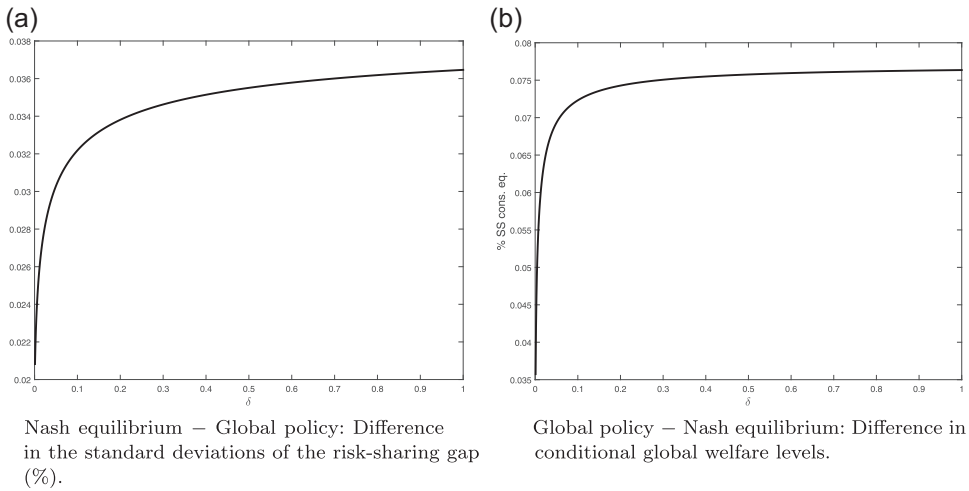 (a)
0.038
0.036
0.034
0.032
0.03
0.028
0.026
0.024
0.022
0.02
0 0.1 0.2 0.3 0.4 0.5 0.6 0.7 0.8 0.9 1
δ
Nash equilibrium − Global policy: Difference
in the standard deviations of the risk-sharing gap
(%).
(b)
% SS cons. eq.
0.08
0.075
0.07
0.065
0.06
0.055
0.05
0.045
0.04
0.035
0 0.1 0.2 0.3 0.4 0.5 0.6 0.7 0.8 0.9 1
δ
Global policy − Nash equilibrium: Difference in
conditional global welfare levels.